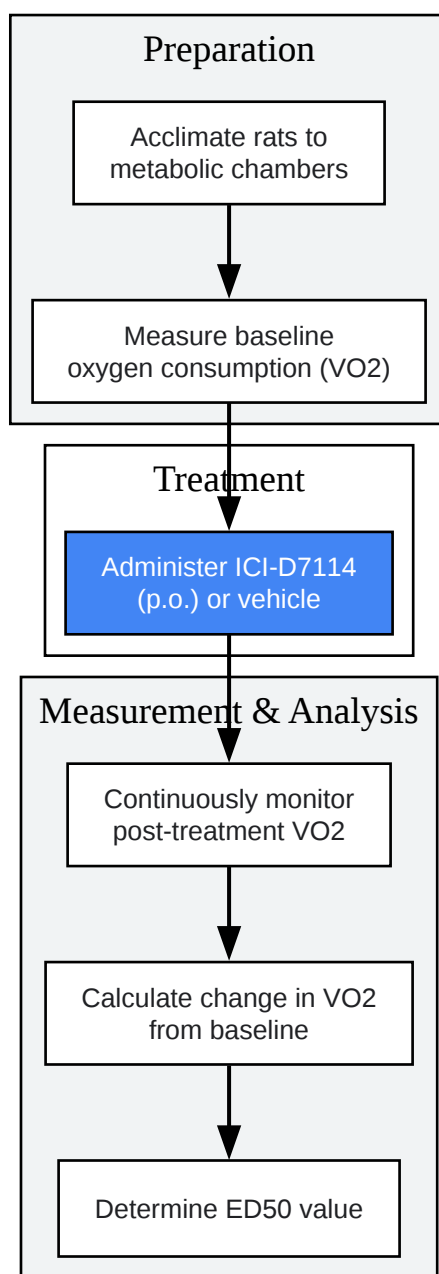 Preparation
Acclimate rats to
metabolic chambers
Measure baseline
oxygen consumption (VO2)
Treatment
Administer ICI-D7114
(p.o.) or vehicle
Measurement & Analysis
Continuously monitor
post-treatment VO2
Calculate change in VO2
from baseline
Determine ED50 value